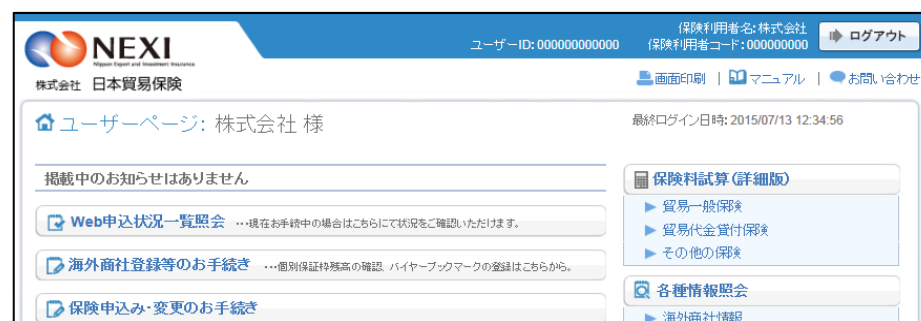 NEXI
Nippon Export and Investment Insurance
株式会社 日本貿易保険
ユーザーID: 000000000000
保険利用者名:株式会社
保険利用者コード:000000000
ログアウト
画面印刷 | マニュアル | お問い合わせ
ユーザーページ: 株式会社 様
最終ログイン日時: 2015/07/13 12:34:56
掲載中のお知らせはありません
Web申込状況一覧照会 …現在お手続中の場合はこちらにて状況をご確認いただけます。
海外商社登録等のお手続き …個別保証枠残高の確認、バイヤーブックマークの登録はこちらから。
保険申込み・変更のお手続き
保険料試算(詳細版)
貿易一般保険
貿易代金貸付保険
その他の保険
各種情報照会
海外商社情報